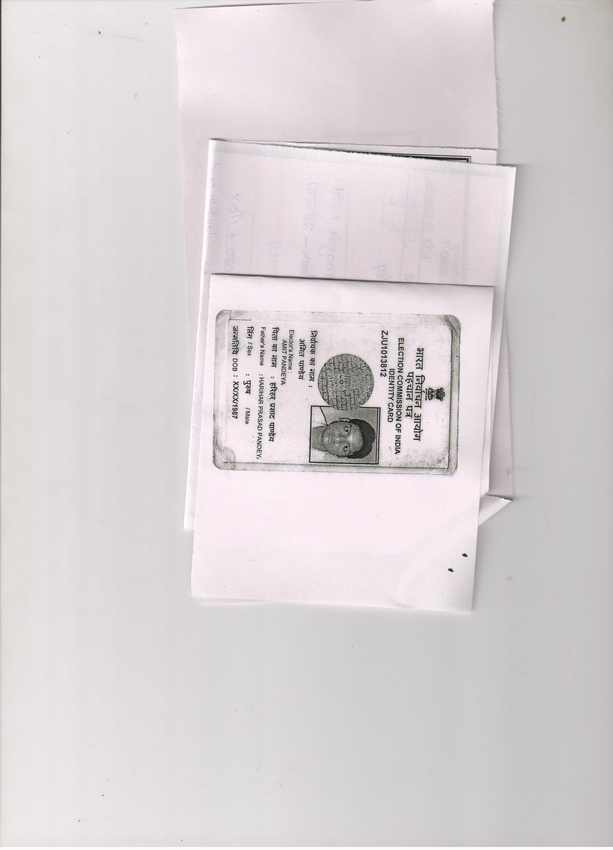 भारत निर्वाचन आयोग
पहचान पत्र
ELECTION COMMISSION OF INDIA
IDENTITY CARD
ZJU1013812
निर्वाचक का नाम :
अमित पाण्डेय
Elector's Name :
AMIT PANDEYA
पिता का नाम : हरिहर प्रसाद पाण्डेय
Father's Name : HARIHAR PRASAD PANDEY
लिंग / Sex : पुरुष / Male
जन्मतिथि DOB : XX/XX/1987